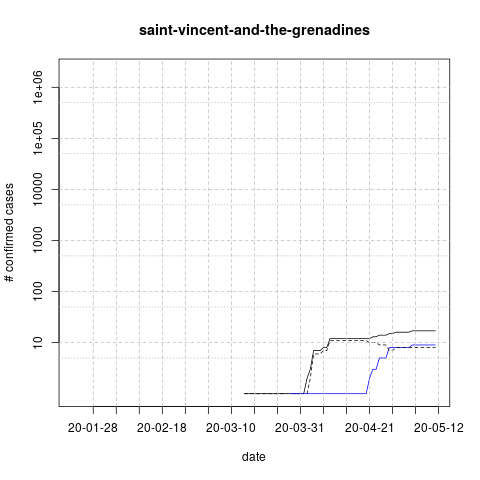 saint-vincent-and-the-grenadines
1e+06
1e+05
10000
1000
100
10
# confirmed cases
20-01-28 20-02-18 20-03-10 20-03-31 20-04-21 20-05-12
date